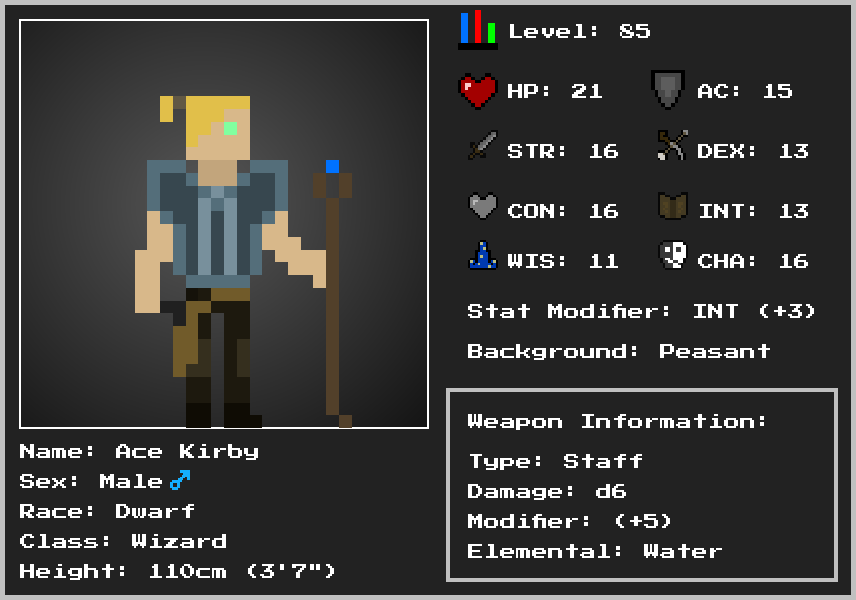 Level: 85
HP: 21 AC: 15
STR: 16 DEX: 13
CON: 16 INT: 13
WIS: 11 CHA: 16
Stat Modifier: INT (+3)
Background: Peasant
Weapon Information:
Type: Staff
Damage: d6
Modifier: (+5)
Elemental: Water
Name: Ace Kirby
Sex: Male♂
Race: Dwarf
Class: Wizard
Height: 110cm (3'7")